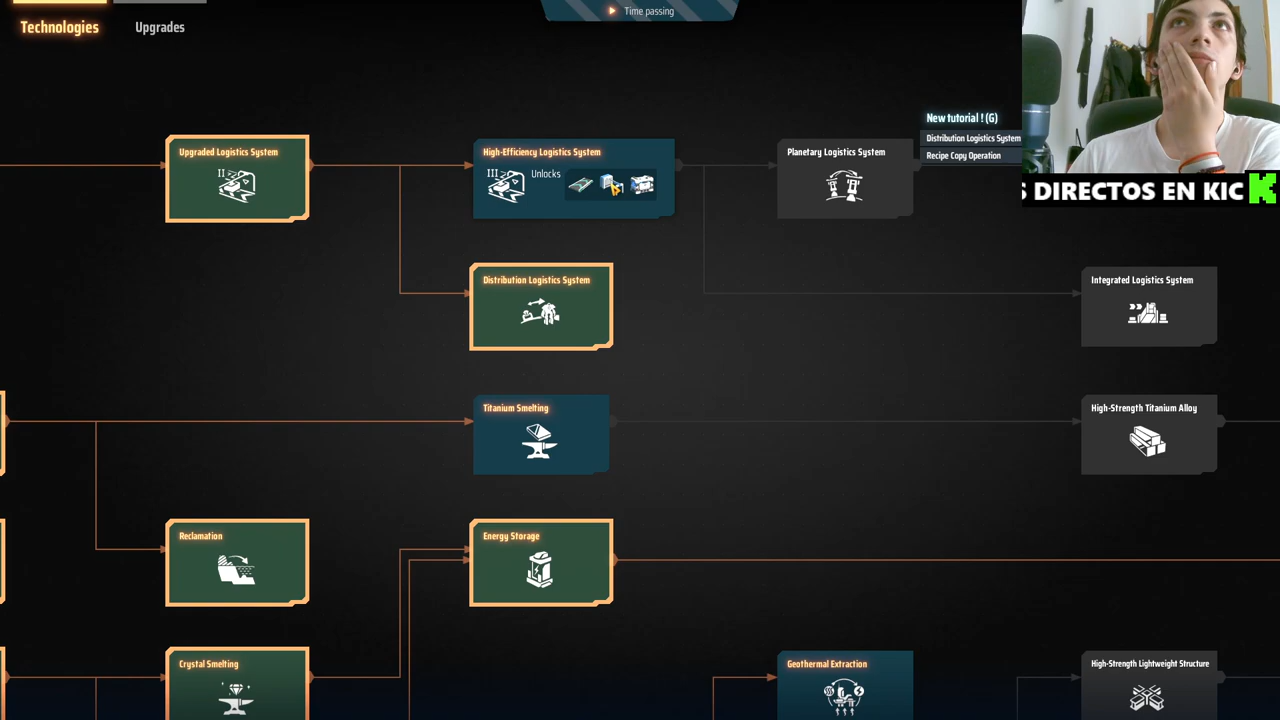 Technologies
Upgrades
Time passing
New tutorial ! (G)
Distribution Logistics System
Recipe Copy Operation
S DIRECTOS EN KIC
Upgraded Logistics System
II
High-Efficiency Logistics System
III
Unlocks
Planetary Logistics System
Distribution Logistics System
Integrated Logistics System
Titanium Smelting
High-Strength Titanium Alloy
Reclamation
Energy Storage
Crystal Smelting
Geothermal Extraction
High-Strength Lightweight Structure